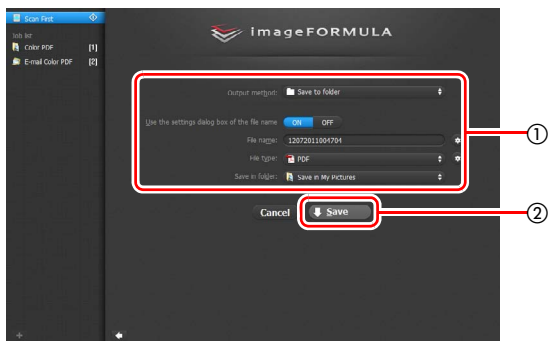 Scan First
Job list
Color PDF [1]
E-mail Color PDF [2]
imageFORMULA
Output method: Save to folder
Use the settings dialog box of the file name ON OFF
File name: 12072011004704
File type: PDF
Save in folder: Save in My Pictures
①
Cancel Save
②